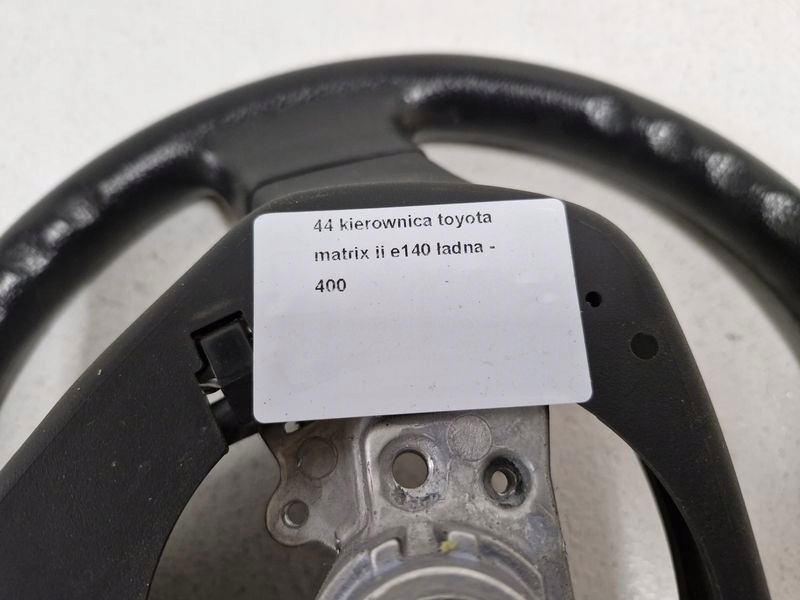 44 kierownica toyota
matrix ii e140 ładna -
400